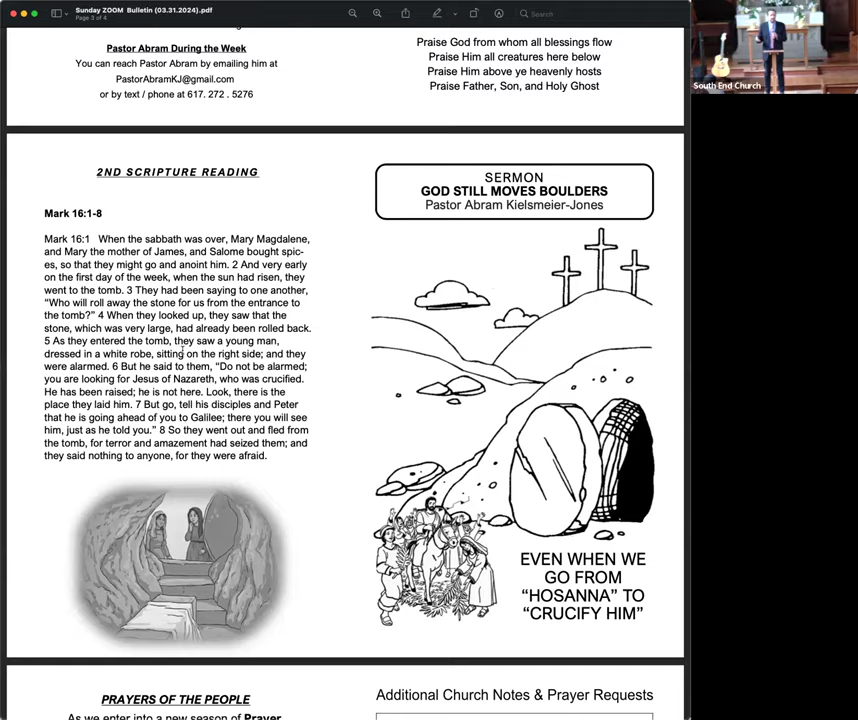 Sunday ZOOM Bulletin (03.31.2024).pdf
Page 3 of 4
Search
Pastor Abram During the Week
You can reach Pastor Abram by emailing him at
PastorAbramKJ@gmail.com
or by text / phone at 617. 272 . 5276
Praise God from whom all blessings flow
Praise Him all creatures here below
Praise Him above ye heavenly hosts
Praise Father, Son, and Holy Ghost
South End Church
2ND SCRIPTURE READING
Mark 16:1-8
Mark 16:1 When the sabbath was over, Mary Magdalene,
and Mary the mother of James, and Salome bought spic-
es, so that they might go and anoint him. 2 And very early
on the first day of the week, when the sun had risen, they
went to the tomb. 3 They had been saying to one another,
“Who will roll away the stone for us from the entrance to
the tomb?” 4 When they looked up, they saw that the
stone, which was very large, had already been rolled back.
5 As they entered the tomb, they saw a young man,
dressed in a white robe, sitting on the right side; and they
were alarmed. 6 But he said to them, “Do not be alarmed;
you are looking for Jesus of Nazareth, who was crucified.
He has been raised; he is not here. Look, there is the
place they laid him. 7 But go, tell his disciples and Peter
that he is going ahead of you to Galilee; there you will see
him, just as he told you.” 8 So they went out and fled from
the tomb, for terror and amazement had seized them; and
they said nothing to anyone, for they were afraid.
SERMON
GOD STILL MOVES BOULDERS
Pastor Abram Kielsmeier-Jones
EVEN WHEN WE
GO FROM
“HOSANNA” TO
“CRUCIFY HIM”
PRAYERS OF THE PEOPLE
As we enter into a new season of Prayer
Additional Church Notes & Prayer Requests